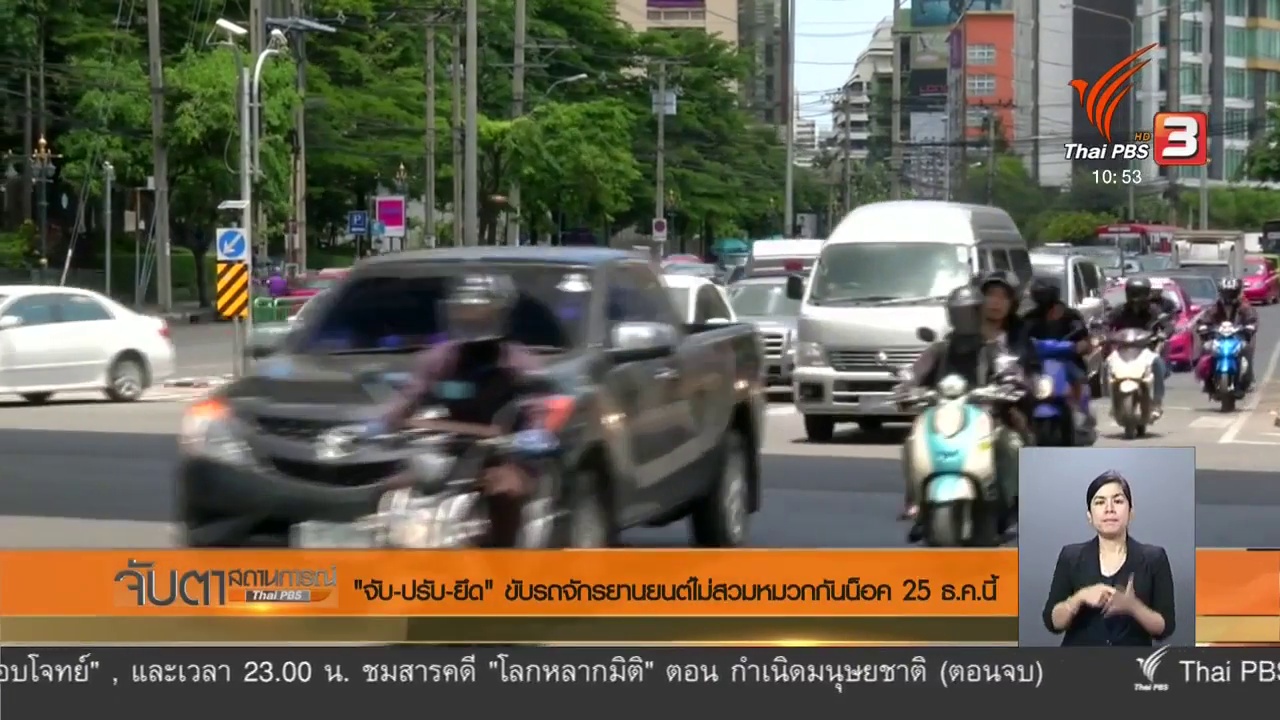 HD
Thai PBS 3
10:53
จับตา สถานการณ์
Thai PBS
"จับ-ปรับ-ยึด" ขับรถจักรยานยนต์ไม่สวมหมวกกันน็อค 25 ธ.ค.นี้
อบโจทย์" , และเวลา 23.00 น. ชมสารคดี "โลกหลากมิติ" ตอน กำเนิดมนุษยชาติ (ตอนจบ)
Thai PBS
Thai PBS